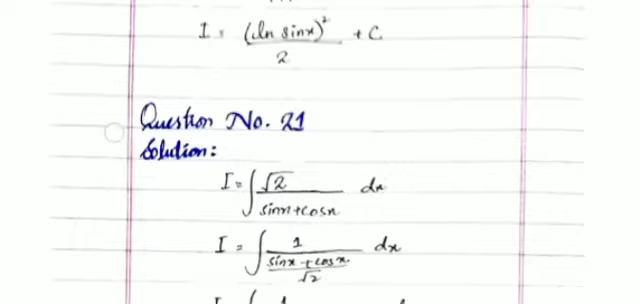 I = (ln sinx)² / 2 + C
Question No. 21
Solution:
I = ∫ √2 / sinx+cosx dx
I = ∫ 1 / (sinx + cosx / √2) dx